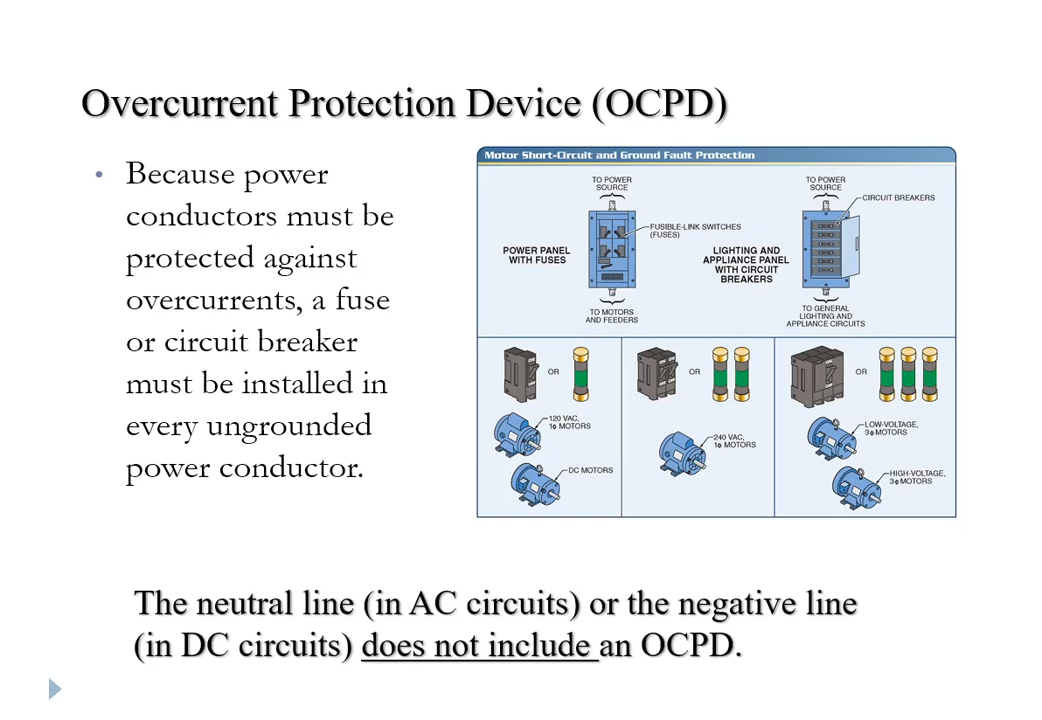 Overcurrent Protection Device (OCPD)
• Because power
conductors must be
protected against
overcurrents, a fuse
or circuit breaker
must be installed in
every ungrounded
power conductor.
Motor Short-Circuit and Ground Fault Protection
TO POWER
SOURCE
FUSIBLE-LINK SWITCHES
(FUSES)
POWER PANEL
WITH FUSES
TO MOTORS
AND FEEDERS
TO POWER
SOURCE
CIRCUIT BREAKERS
LIGHTING AND
APPLIANCE PANEL
WITH CIRCUIT
BREAKERS
TO GENERAL
LIGHTING AND
APPLIANCE CIRCUITS
OR
120 VAC,
1ϕ MOTORS
DC MOTORS
OR
240 VAC,
1ϕ MOTORS
OR
LOW-VOLTAGE,
3ϕ MOTORS
HIGH-VOLTAGE,
3ϕ MOTORS
The neutral line (in AC circuits) or the negative line
(in DC circuits) does not include an OCPD.